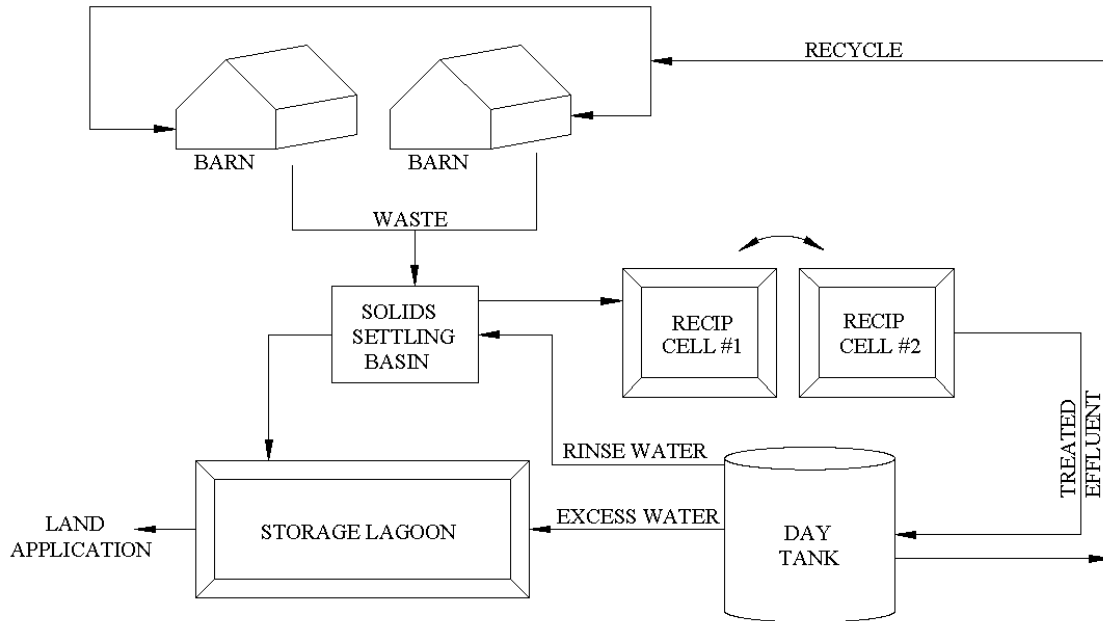 RECYCLE
BARN
BARN
WASTE
SOLIDS
SETTLING
BASIN
RECIP
CELL #1
RECIP
CELL #2
TREATED
EFFLUENT
RINSE WATER
EXCESS WATER
STORAGE LAGOON
LAND
APPLICATION
DAY
TANK